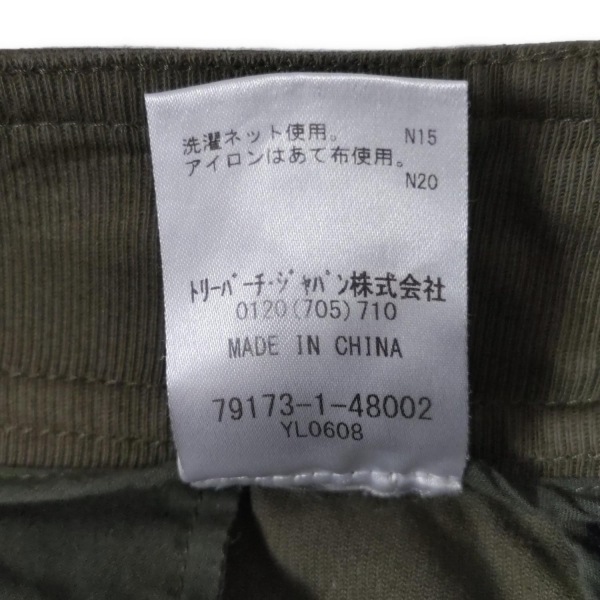 洗濯ネット使用。 N15
アイロンはあて布使用。
N20
トリーバーチ・ジャパン株式会社
0120(705)710
MADE IN CHINA
79173-1-48002
YL0608